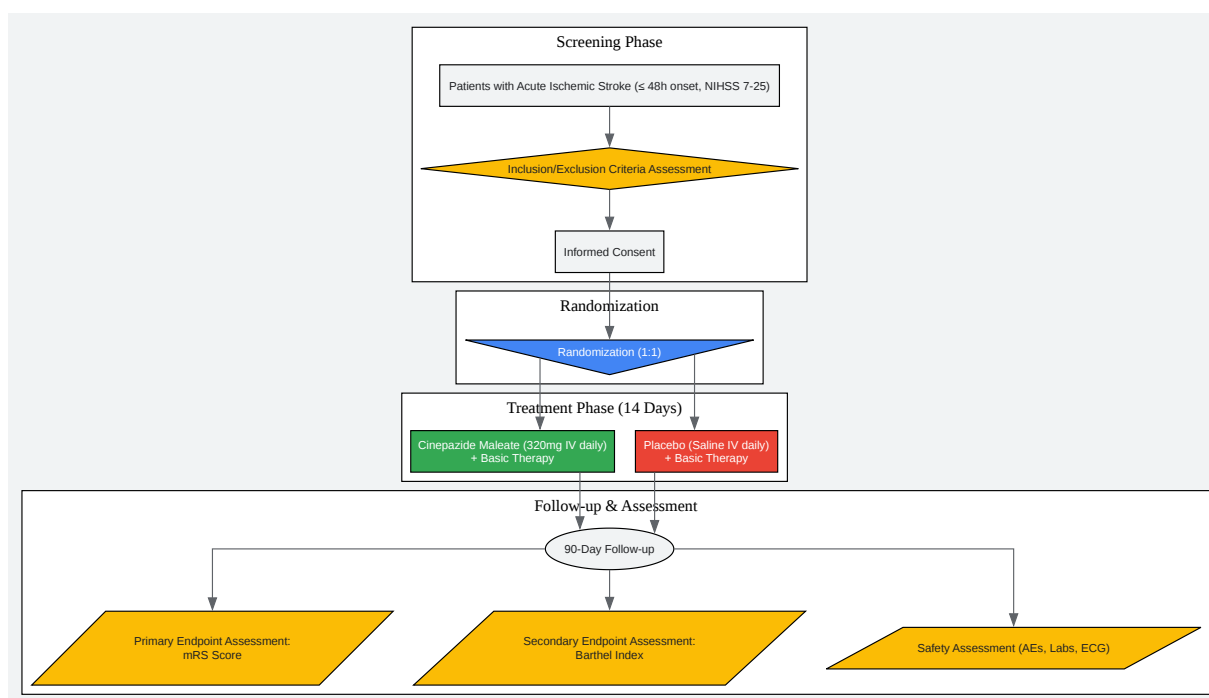 Screening Phase
Patients with Acute Ischemic Stroke (≤ 48h onset, NIHSS 7-25)
Inclusion/Exclusion Criteria Assessment
Informed Consent
Randomization
Randomization (1:1)
Treatment Phase (14 Days)
Cinepazide Maleate (320mg IV daily)
+ Basic Therapy
Placebo (Saline IV daily)
+ Basic Therapy
Follow-up & Assessment
90-Day Follow-up
Primary Endpoint Assessment:
mRS Score
Secondary Endpoint Assessment:
Barthel Index
Safety Assessment (AEs, Labs, ECG)